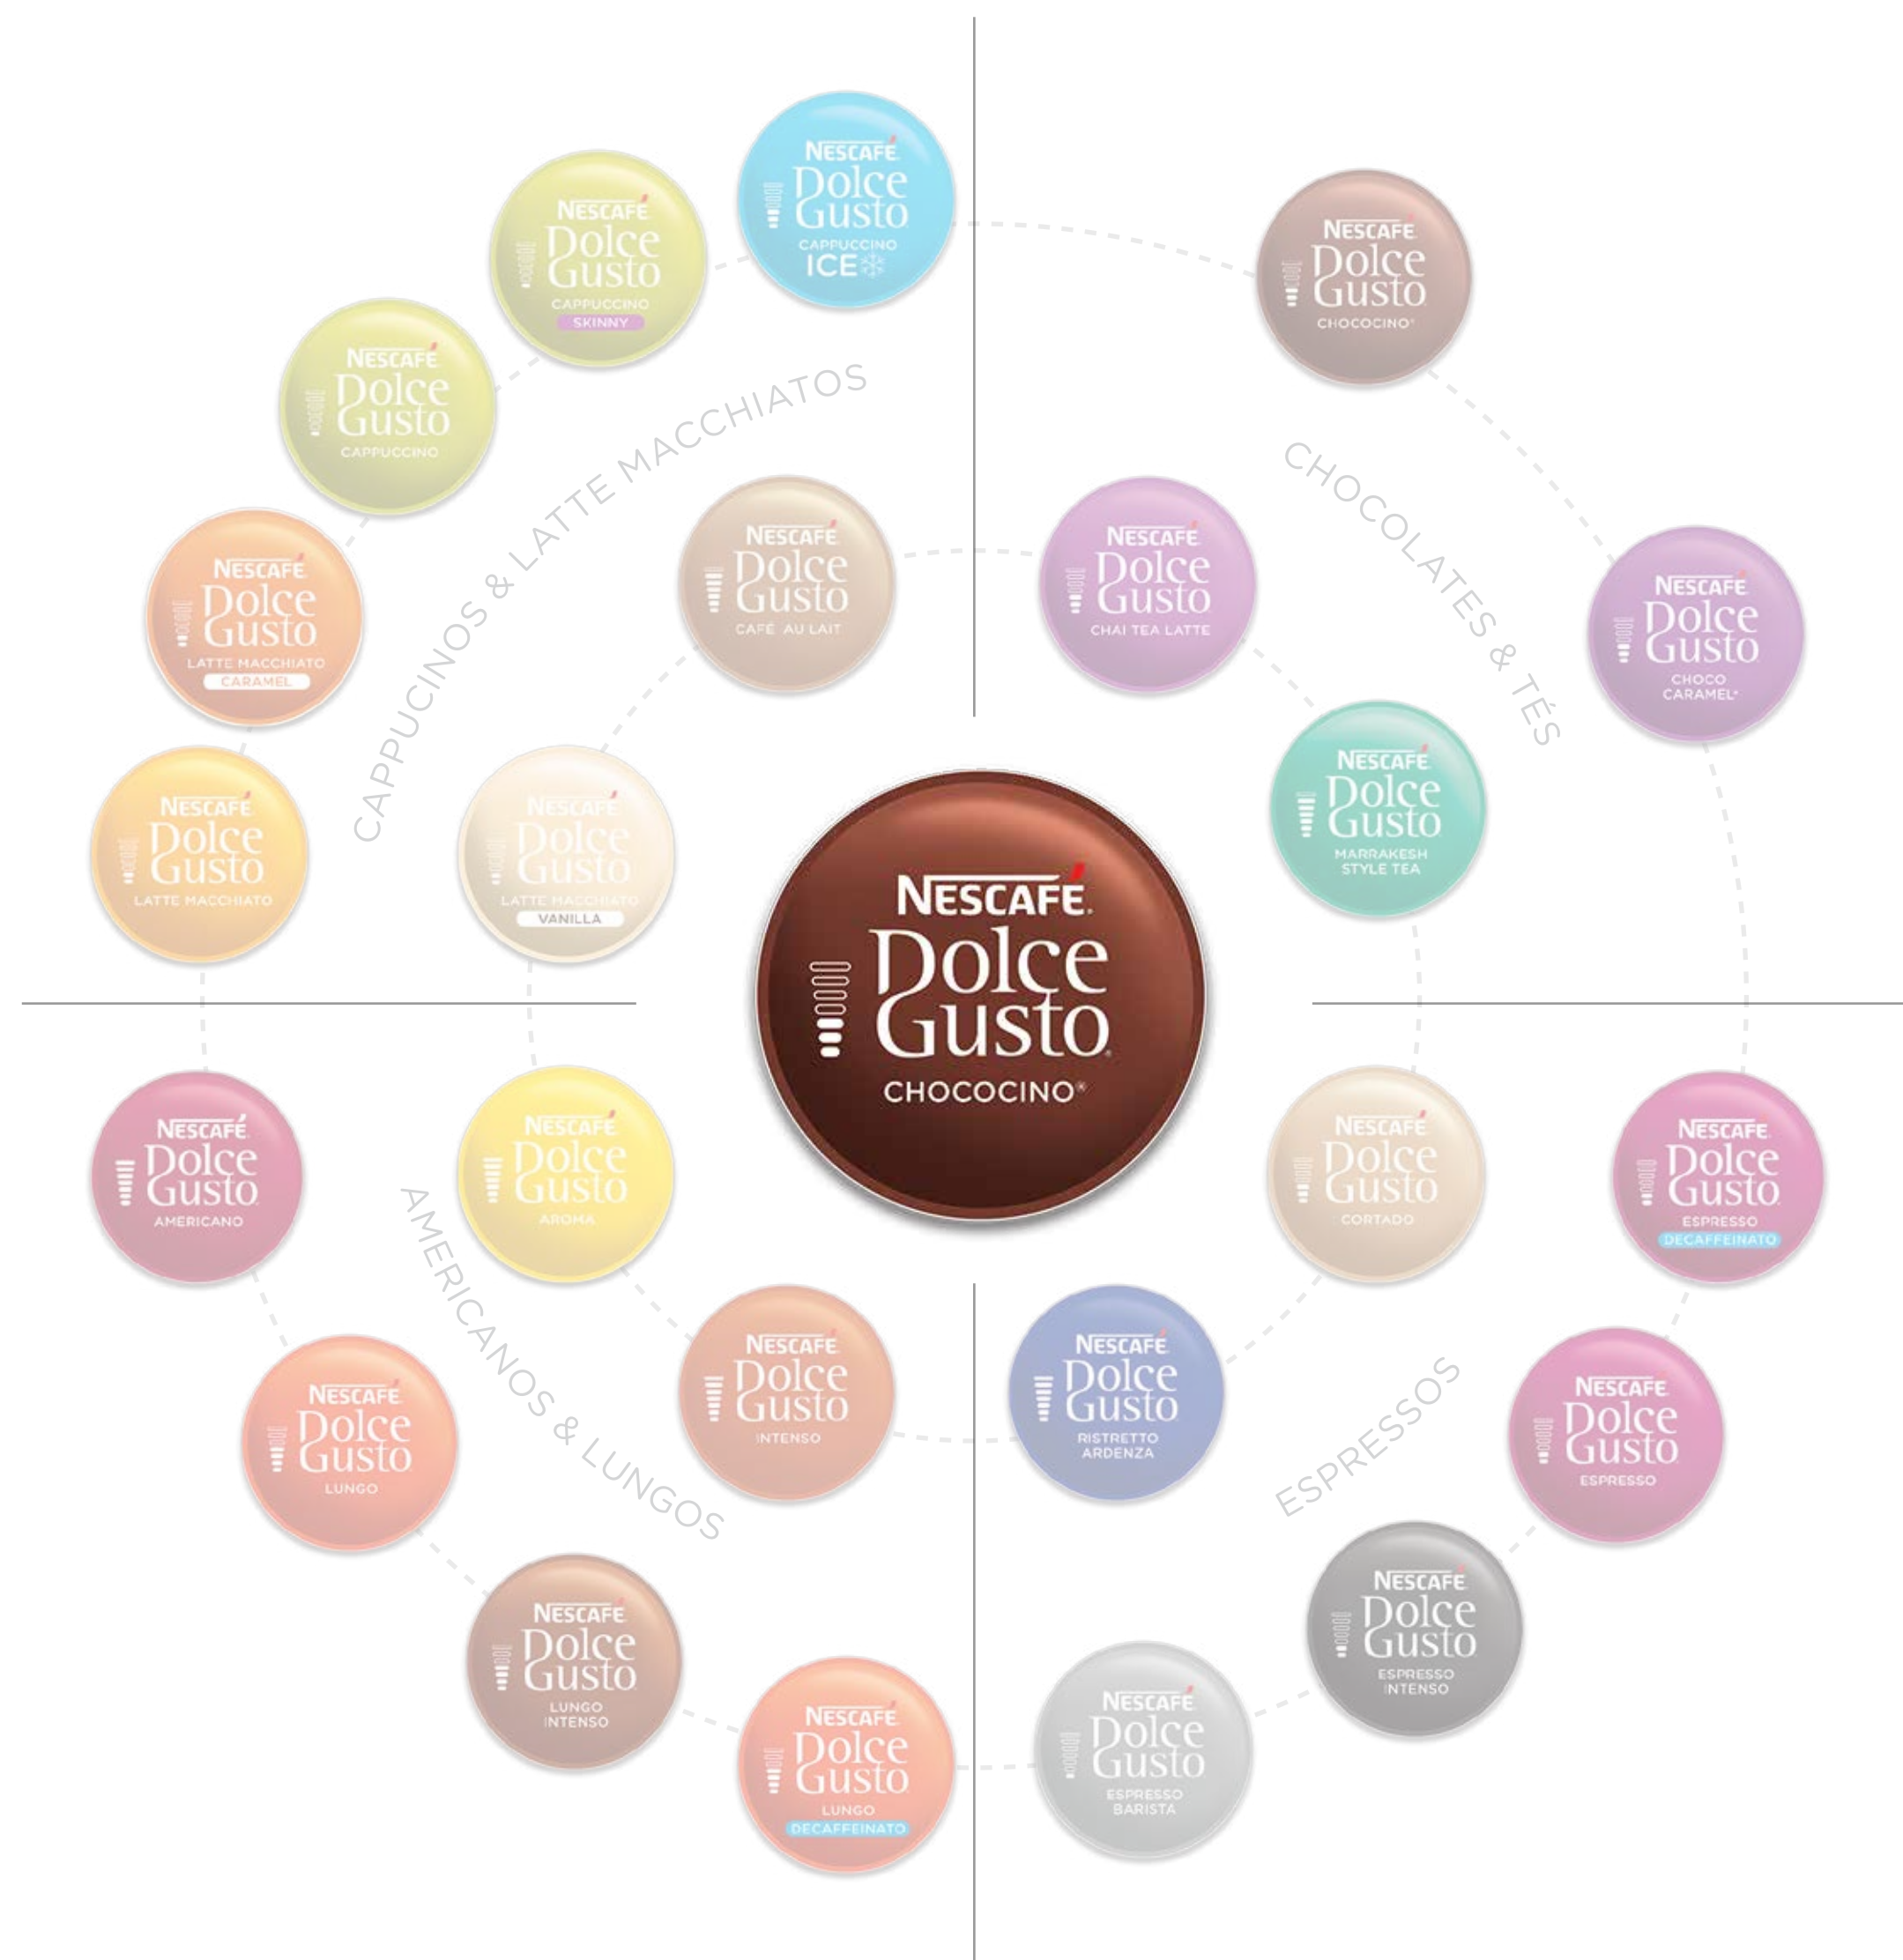 NESCAFÉ
Dolce
Gusto
CAPPUCCINO
ICE
NESCAFÉ
Dolce
Gusto
CAPPUCCINO
SKINNY
NESCAFÉ
Dolce
Gusto
CAPPUCCINO
NESCAFÉ
Dolce
Gusto
LATTE MACCHIATO
CARAMEL
NESCAFÉ
Dolce
Gusto
LATTE MACCHIATO
CAPPUCINOS & LATTE MACCHIATOS
NESCAFÉ
Dolce
Gusto
CAFÉ AU LAIT
NESCAFÉ
Dolce
Gusto
LATTE MACCHIATO
VANILLA
NESCAFÉ
Dolce
Gusto
CHOCOCINO®
CHOCOLATES & TÉS
NESCAFÉ
Dolce
Gusto
CHAI TEA LATTE
NESCAFÉ
Dolce
Gusto
CHOCO
CARAMEL*
NESCAFÉ
Dolce
Gusto
MARRAKESH
STYLE TEA
NESCAFÉ®
Dolce
Gusto®
CHOCOCINO®
NESCAFÉ
Dolce
Gusto
AMERICANO
NESCAFÉ
Dolce
Gusto
AROMA
AMERICANOS & LUNGOS
NESCAFÉ
Dolce
Gusto
LUNGO
NESCAFÉ
Dolce
Gusto
INTENSO
NESCAFÉ
Dolce
Gusto
LUNGO
INTENSO
NESCAFÉ
Dolce
Gusto
LUNGO
DECAFFEINATO
NESCAFÉ
Dolce
Gusto
CORTADO
NESCAFÉ
Dolce
Gusto
ESPRESSO
DECAFFEINATO
NESCAFÉ
Dolce
Gusto
RISTRETTO
ARDENZA
ESPRESSOS
NESCAFÉ
Dolce
Gusto
ESPRESSO
NESCAFÉ
Dolce
Gusto
ESPRESSO
INTENSO
NESCAFÉ
Dolce
Gusto
ESPRESSO
BARISTA